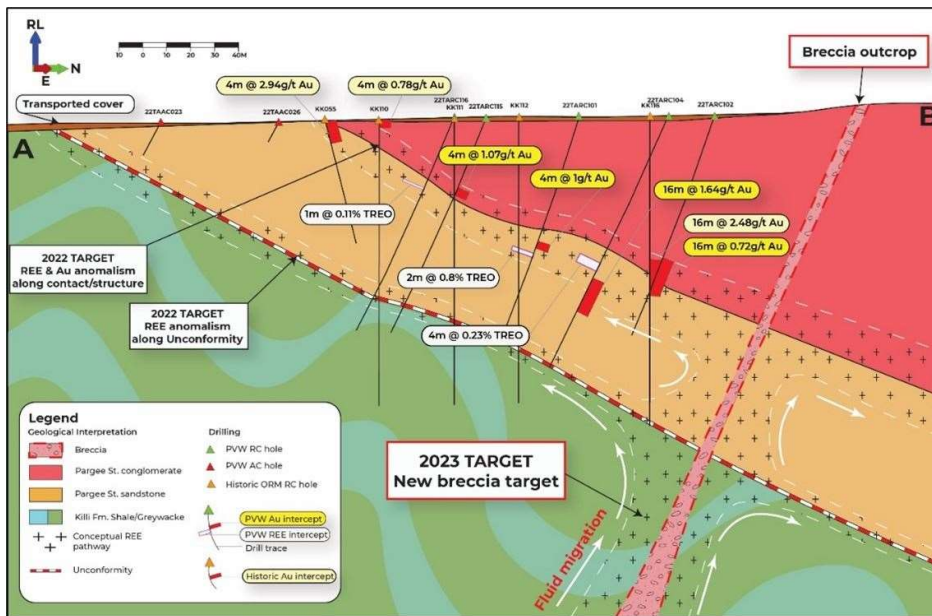 RL
N
E
10 0 10 20 30 40M
Breccia outcrop
4m @ 2.94g/t Au
4m @ 0.78g/t Au
Transported cover
22TAAC023
22TAAC026
KK055
KK110
22TARC116
KK111
22TARC115
KK112
22TARC101
22TARC104
KK116
22TARC102
A
B
4m @ 1.07g/t Au
4m @ 1g/t Au
16m @ 1.64g/t Au
1m @ 0.11% TREO
16m @ 2.48g/t Au
16m @ 0.72g/t Au
2022 TARGET
REE & Au anomalism
along contact/structure
2m @ 0.8% TREO
2022 TARGET
REE anomalism
along Unconformity
4m @ 0.23% TREO
2023 TARGET
New breccia target
Fluid migration
Legend
Geological Interpretation
Breccia
Pargee St. conglomerate
Pargee St. sandstone
Killi Fm. Shale/Greywacke
Conceptual REE
pathway
Unconformity
Drilling
PVW RC hole
PVW AC hole
Historic ORM RC hole
PVW Au intercept
PVW REE intercept
Drill trace
Historic Au intercept